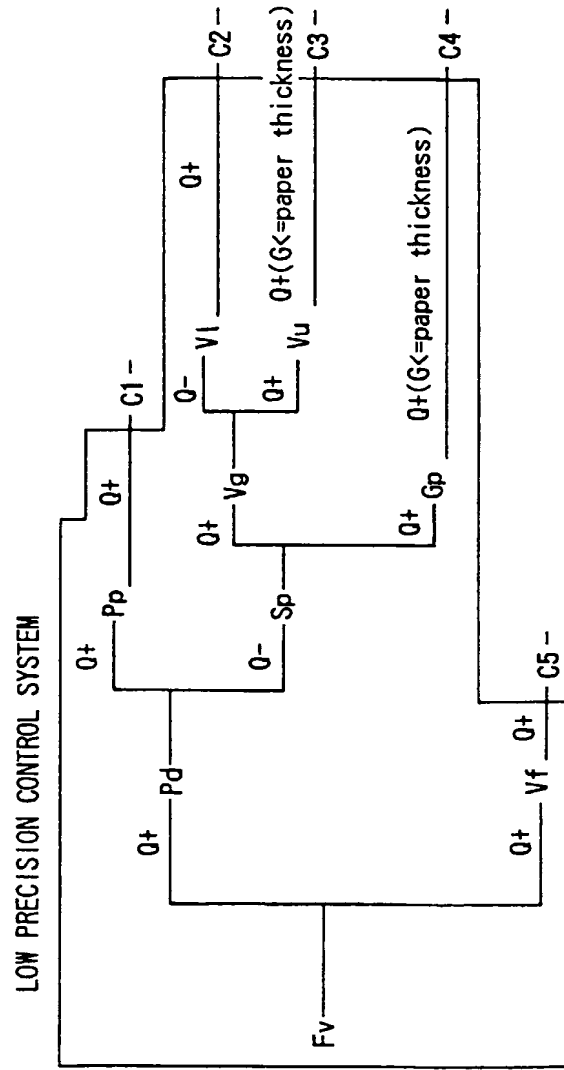 LOW PRECISION CONTROL SYSTEM
Q+ Pp Q+ C1-
Q+ Pd
Q- Sp
Q+ Vg
Q- Vl Q+ C2-
Q+ Vu Q+(G<=paper thickness) C3-
Q+ Gp Q+(G<=paper thickness) C4-
Fv
Q+ Vf Q+ C5-